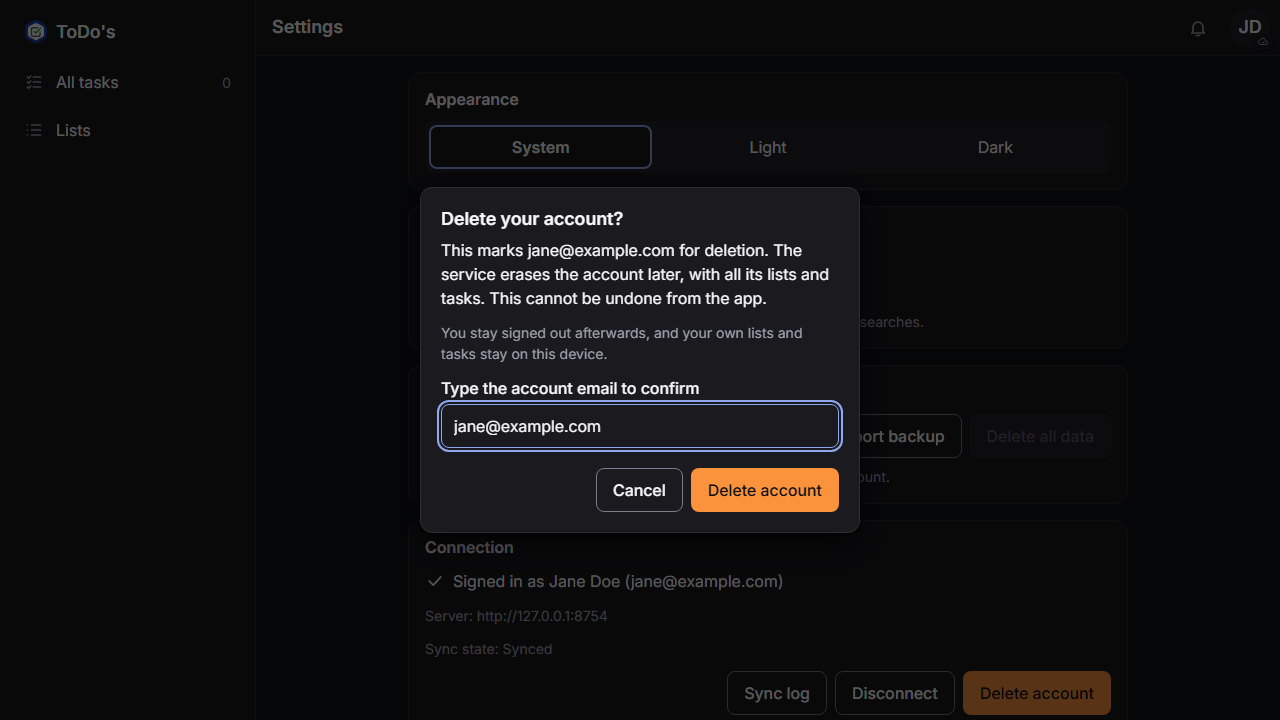 ToDo's
Settings
JD
All tasks
0
Lists
Appearance
System
Light
Dark
Delete your account?
This marks jane@example.com for deletion. The
service erases the account later, with all its lists and
tasks. This cannot be undone from the app.
searches.
You stay signed out afterwards, and your own lists and
tasks stay on this device.
Type the account email to confirm
jane@example.com
backup
Delete all data
Cancel
Delete account
Connection
Signed in as Jane Doe (jane@example.com)
Server: http://127.0.0.1:8754
Sync state: Synced
Sync log
Disconnect
Delete account